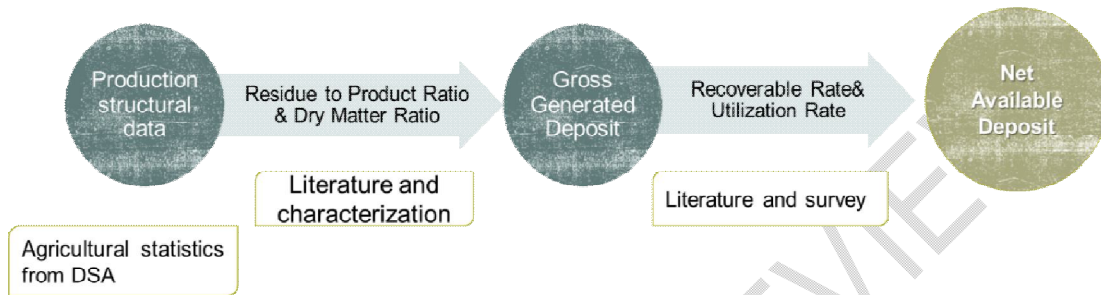 Production
structural
data
Residue to Product Ratio
& Dry Matter Ratio
Gross
Generated
Deposit
Recoverable Rate&
Utilization Rate
Net
Available
Deposit
Literature and
characterization
Literature and survey
Agricultural statistics
from DSA
VIE